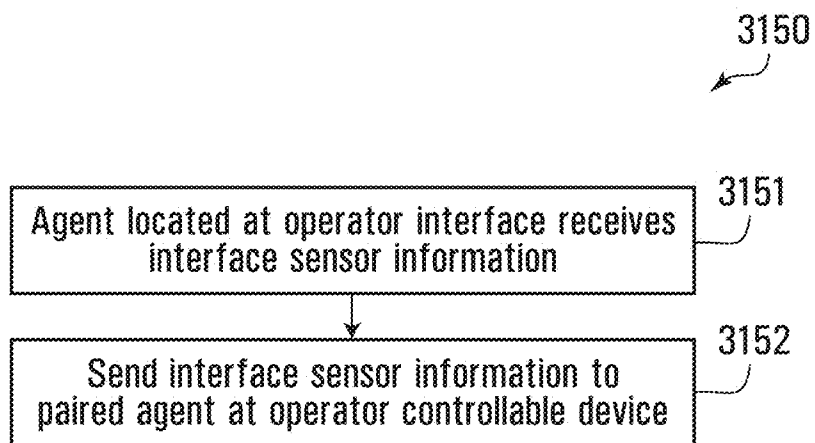 3150
3151
Agent located at operator interface receives
interface sensor information
3152
Send interface sensor information to
paired agent at operator controllable device